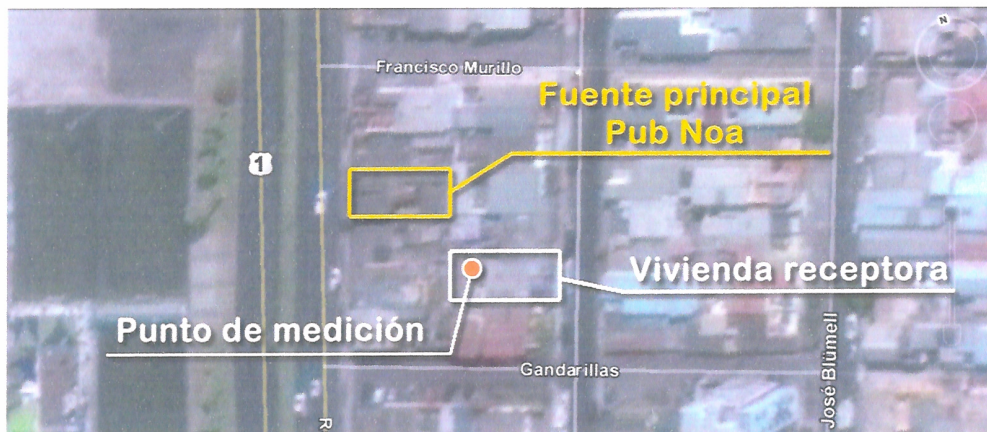 N
Francisco Murillo
Fuente principal
Pub Noa
1
Vivienda receptora
Punto de medición
Gandarillas
José Blümell
R